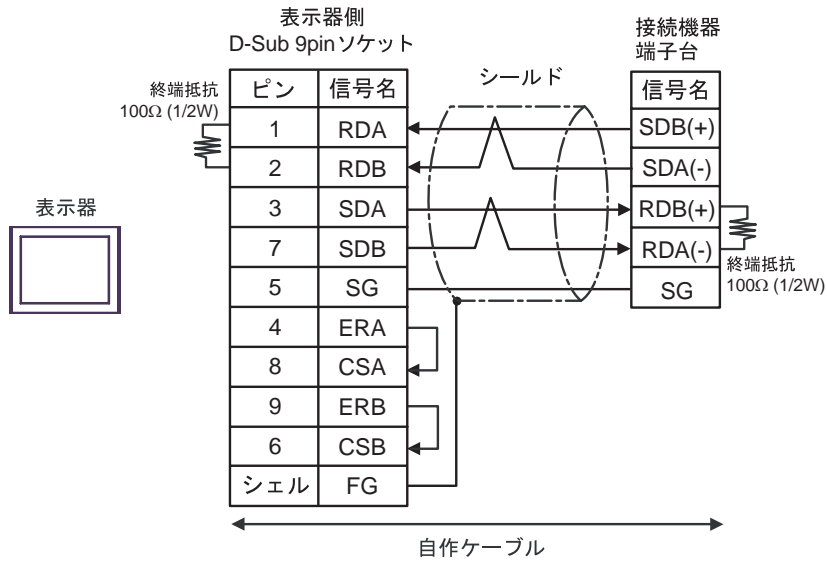 表示器側
D-Sub 9pinソケット
接続機器
端子台
シールド
終端抵抗
100Ω (1/2W)
ピン 信号名
信号名
1 RDA
SDB(+)
2 RDB
SDA(-)
3 SDA
RDB(+)
7 SDB
RDA(-)
5 SG
SG
4 ERA
8 CSA
9 ERB
6 CSB
シェル FG
表示器
終端抵抗
100Ω (1/2W)
自作ケーブル